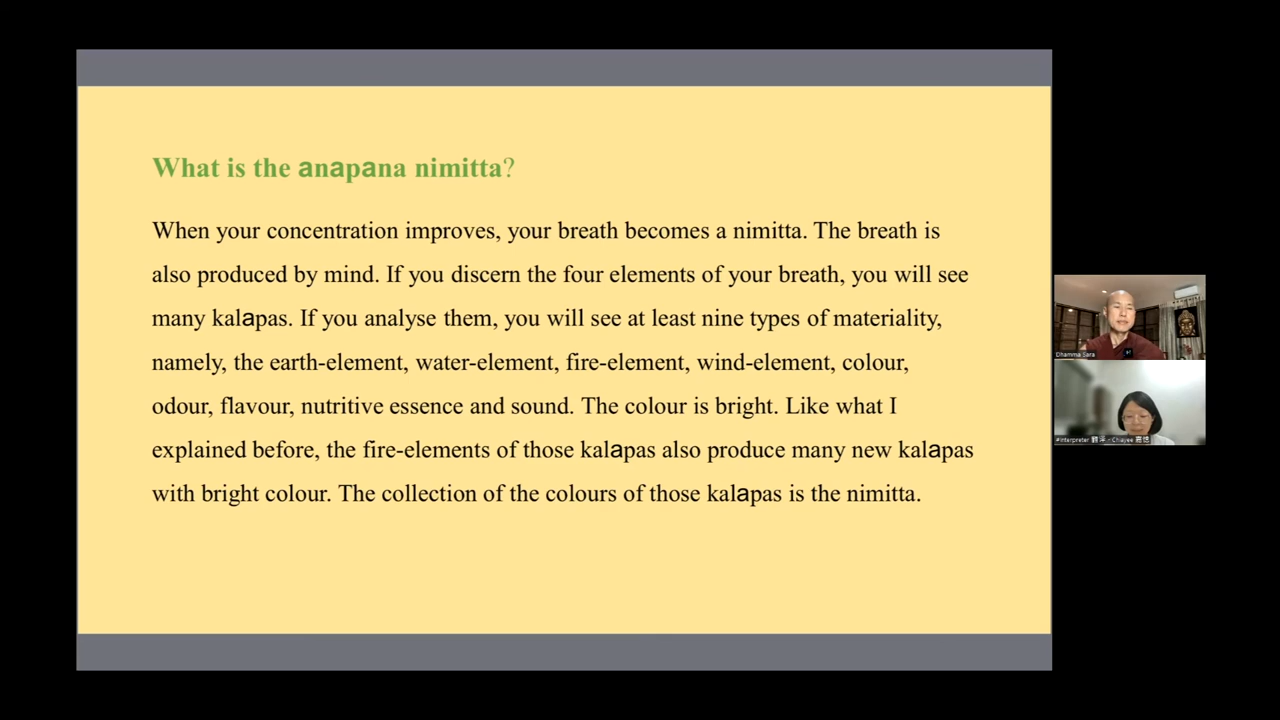 What is the anapana nimitta?
When your concentration improves, your breath becomes a nimitta. The breath is
also produced by mind. If you discern the four elements of your breath, you will see
many kalapas. If you analyse them, you will see at least nine types of materiality,
namely, the earth-element, water-element, fire-element, wind-element, colour,
odour, flavour, nutritive essence and sound. The colour is bright. Like what I
explained before, the fire-elements of those kalapas also produce many new kalapas
with bright colour. The collection of the colours of those kalapas is the nimitta.
Dhamma Sara